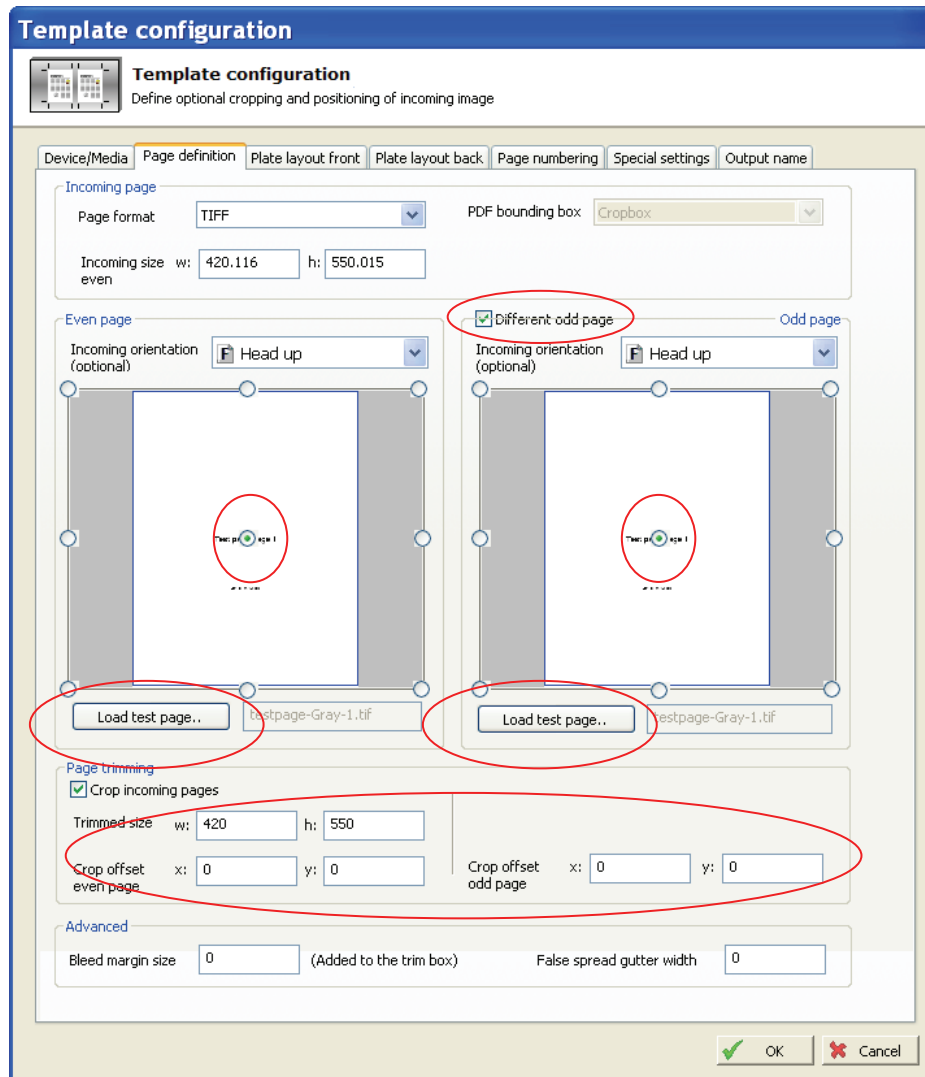 Template configuration
Template configuration
Define optional cropping and positioning of incoming image
Device/Media Page definition Plate layout front Plate layout back Page numbering Special settings Output name
Incoming page
Page format TIFF PDF bounding box Cropbox
Incoming size even w: 420.116 h: 550.015
Even page Different odd page Odd page
Incoming orientation (optional) F Head up Incoming orientation (optional) F Head up
Load test page.. testpage-Gray-1.tif Load test page.. testpage-Gray-1.tif
Page trimming
Crop incoming pages
Trimmed size w: 420 h: 550
Crop offset even page x: 0 y: 0 Crop offset odd page x: 0 y: 0
Advanced
Bleed margin size 0 (Added to the trim box) False spread gutter width 0
OK Cancel